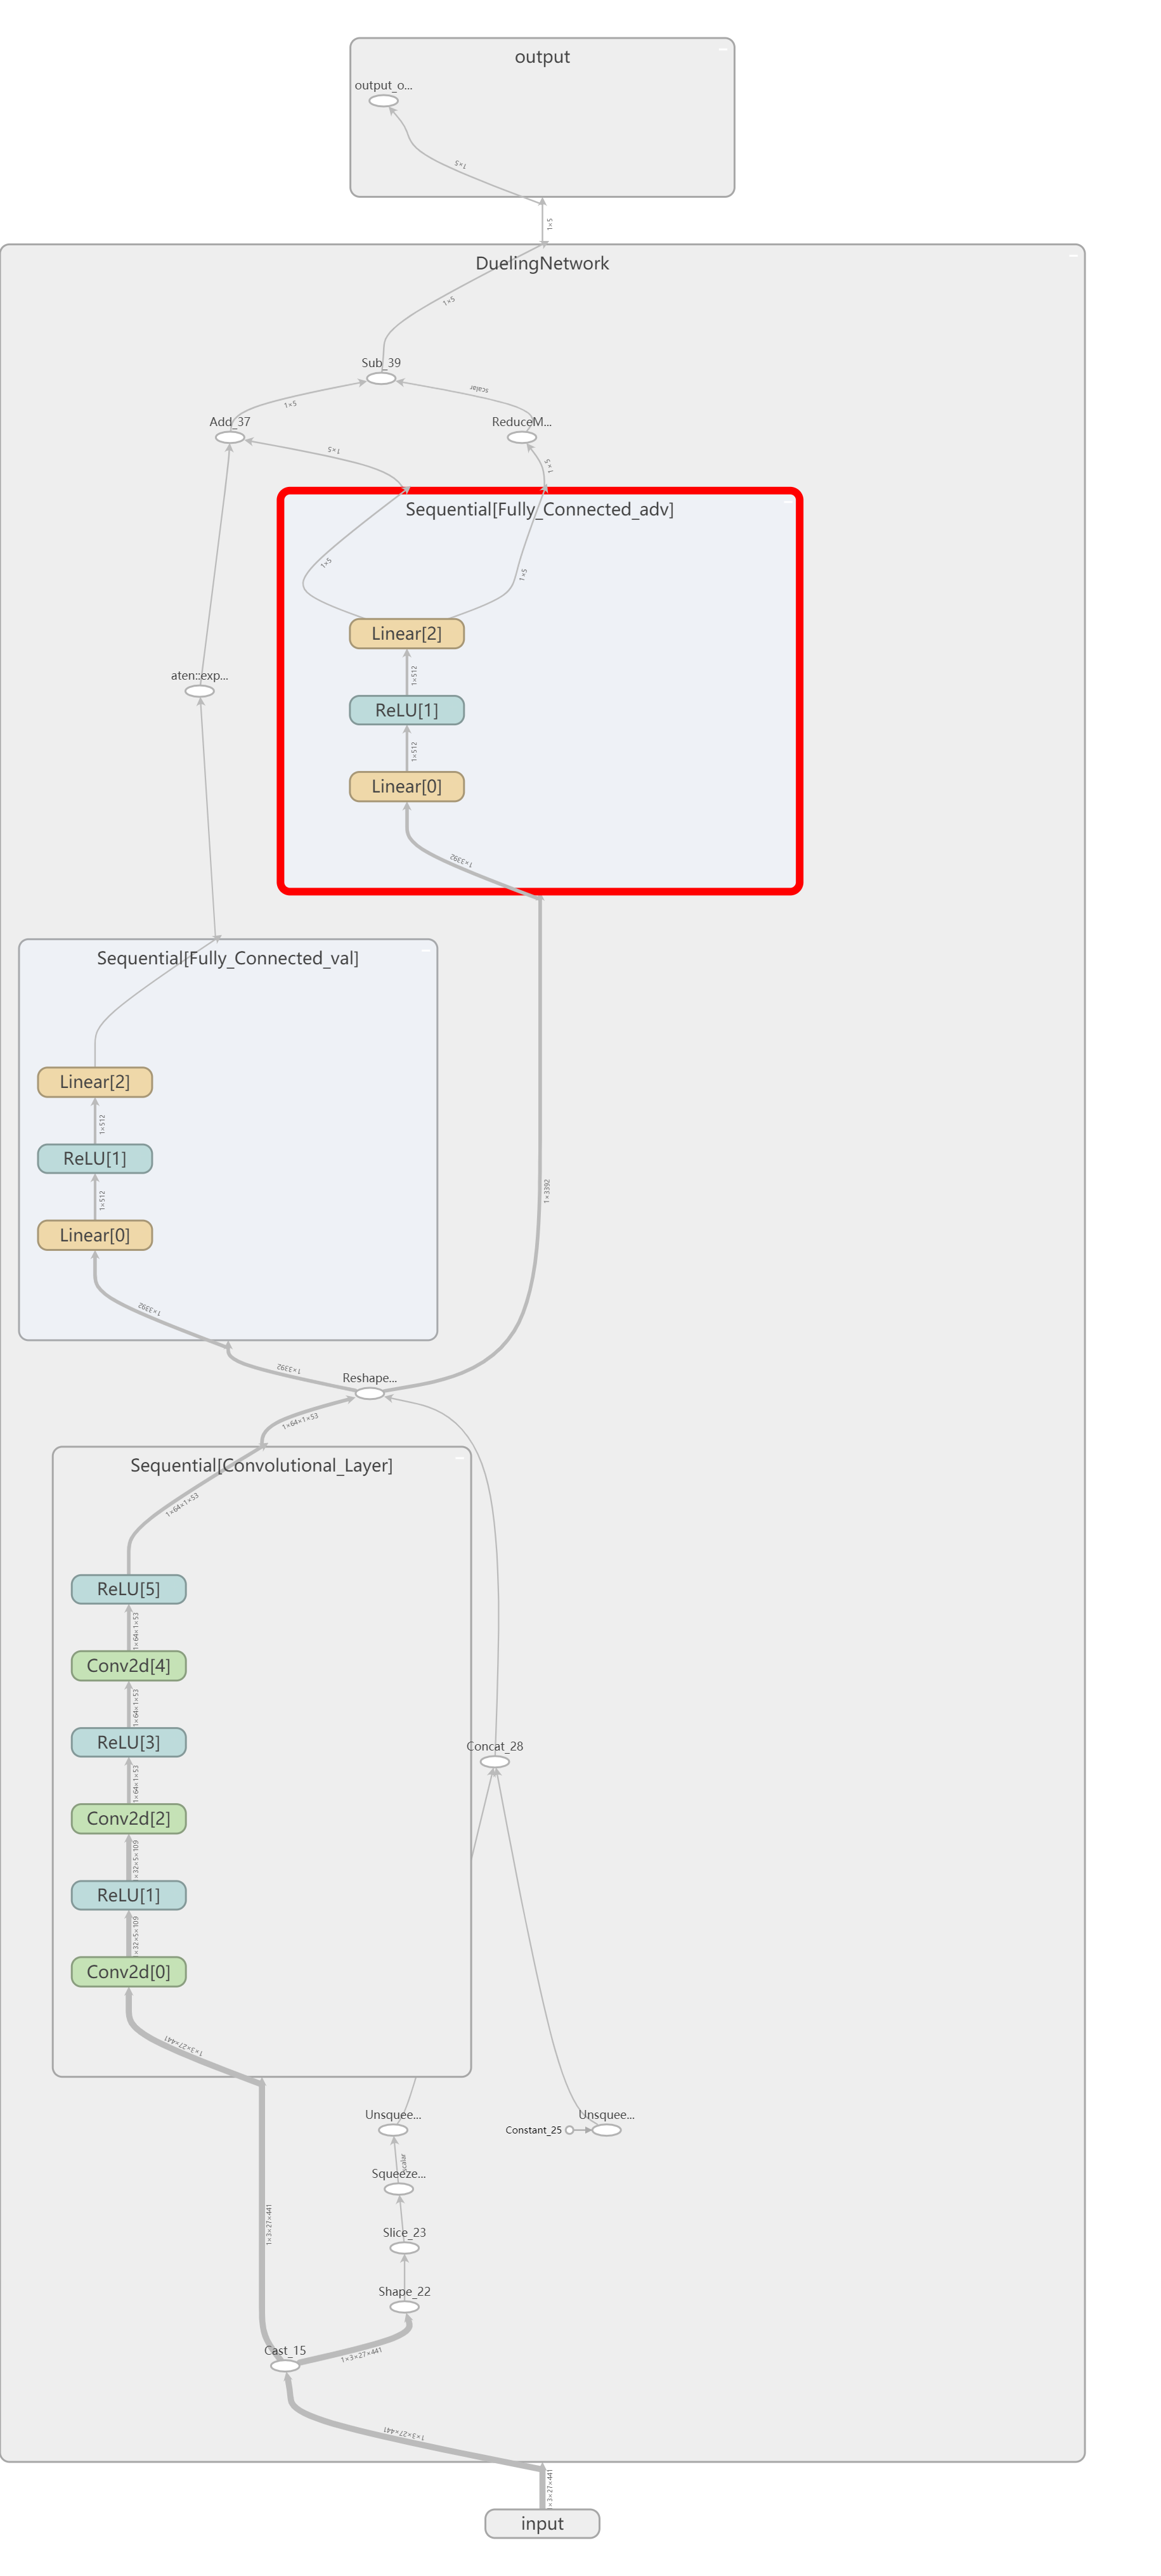 output
output_o...
1×5
1×5
DuelingNetwork
1×5
Sub_39
scalar
1×5
Add_37
ReduceM...
1×5
1×5
Sequential[Fully_Connected_adv]
1×5
1×5
Linear[2]
1×512
aten::exp...
ReLU[1]
1×512
Linear[0]
1×3392
Sequential[Fully_Connected_val]
Linear[2]
1×512
ReLU[1]
1×3392
1×512
Linear[0]
1×3392
1×3392
Reshape...
1×64×1×53
Sequential[Convolutional_Layer]
1×64×1×53
ReLU[5]
1×64×1×53
Conv2d[4]
1×64×1×53
ReLU[3]
Concat_28
1×64×1×53
Conv2d[2]
1×32×5×109
ReLU[1]
1×32×5×109
Conv2d[0]
1×3×27×441
Unsquee...
Unsquee...
Constant_25
scalar
Squeeze...
1×3×27×441
Slice_23
Shape_22
Cast_15
1×3×27×441
1×3×27×441
1×3×27×441
input